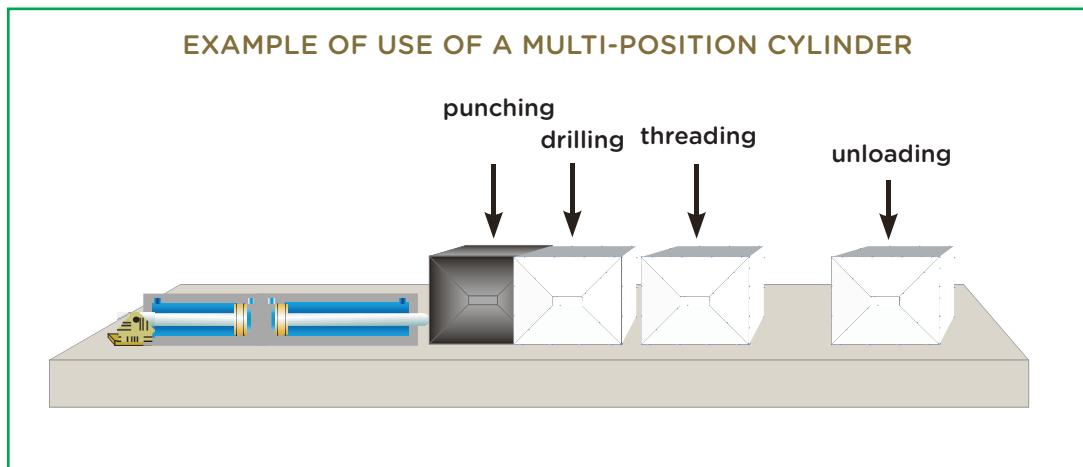 EXAMPLE OF USE OF A MULTI-POSITION CYLINDER
punching
drilling
threading
unloading